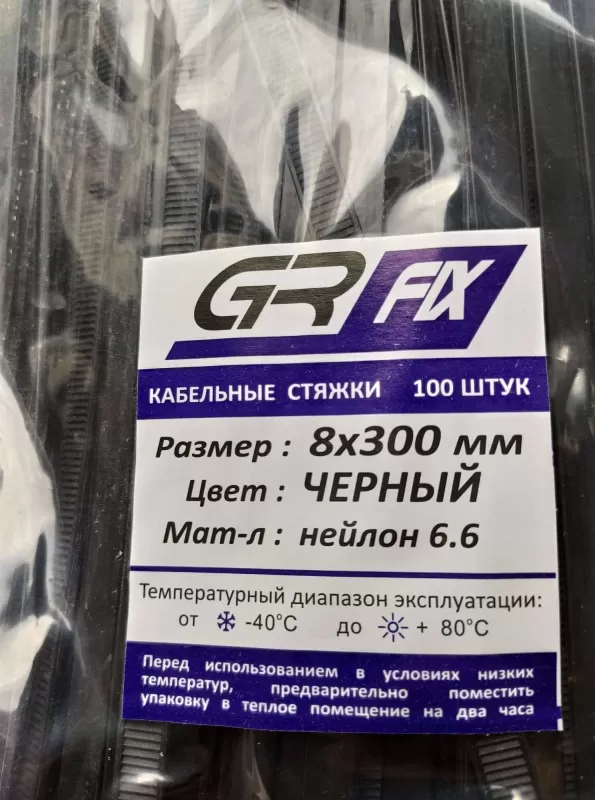 GR FIX
КАБЕЛЬНЫЕ СТЯЖКИ 100 ШТУК
Размер : 8х300 мм
Цвет : ЧЕРНЫЙ
Мат-л : нейлон 6.6
Температурный диапазон эксплуатации:
от -40°С до + 80°С
Перед использованием в условиях низких
температур, предварительно поместить
упаковку в теплое помещение на два часа